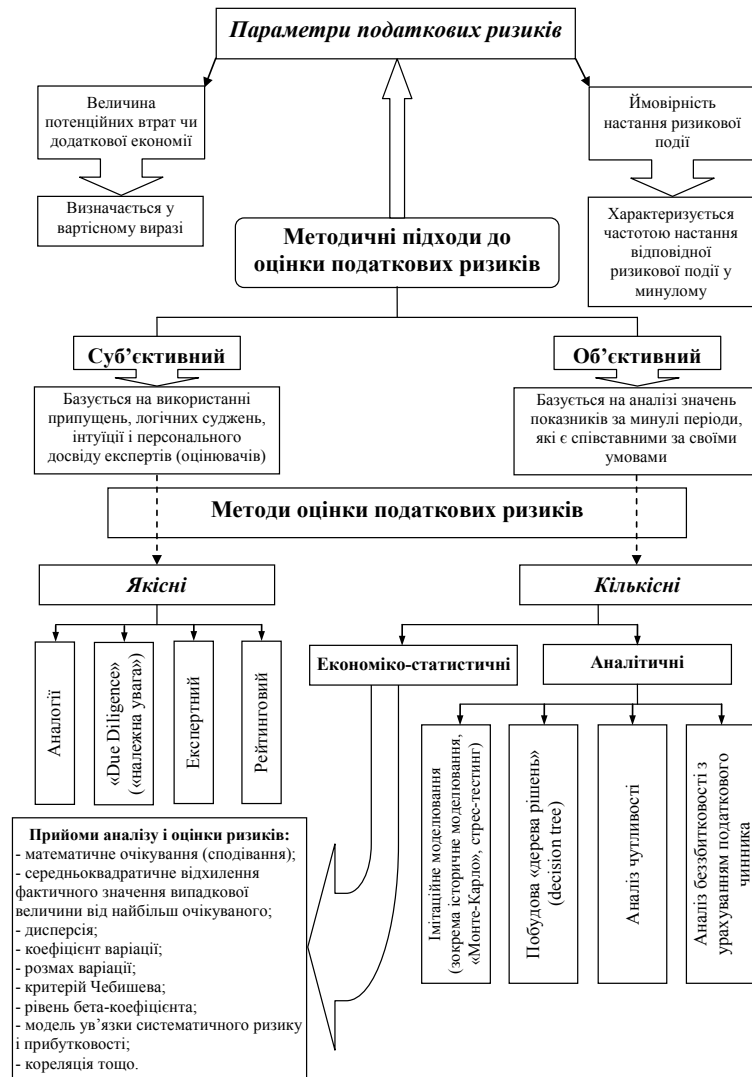 Параметри податкових ризиків
Величина
потенційних втрат чи
додаткової економії
Ймовірність
настання ризикової
події
Визначається у
вартісному виразі
Характеризується
частотою настання
відповідної
ризикової події у
минулому
Методичні підходи до
оцінки податкових ризиків
Суб’єктивний
Об’єктивний
Базується на використанні
припущень, логічних суджень,
інтуїції і персонального
досвіду експертів (оцінювачів)
Базується на аналізі значень
показників за минулі періоди,
які є співставними за своїми
умовами
Методи оцінки податкових ризиків
Якісні
Кількісні
Аналогії
«Due Diligence»
(«належна увага»)
Експертний
Рейтинговий
Економіко-статистичні
Аналітичні
Імітаційне моделювання
(зокрема історичне моделювання,
«Монте-Карло», стрес-тестинг)
Побудова «дерева рішень»
(decision tree)
Аналіз чутливості
Аналіз беззбитковості з
урахуванням податкового
чинника
Прийоми аналізу і оцінки ризиків:
- математичне очікування (сподівання);
- середньоквадратичне відхилення
фактичного значення випадкової
величини від найбільш очікуваного;
- дисперсія;
- коефіцієнт варіації;
- розмах варіації;
- критерій Чебишева;
- рівень бета-коефіцієнта;
- модель ув’язки систематичного ризику
і прибутковості;
- кореляція тощо.